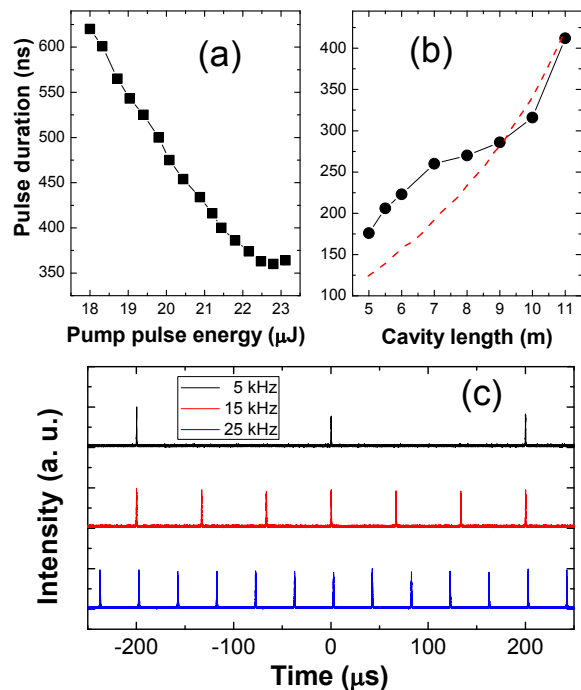 (a)
Pulse duration (ns)
600
550
500
450
400
350
18 19 20 21 22 23
Pump pulse energy (μJ)
(b)
400
350
300
250
200
150
100
5 6 7 8 9 10 11
Cavity length (m)
(c)
5 kHz
15 kHz
25 kHz
Intensity (a. u.)
-200 -100 0 100 200
Time (μs)